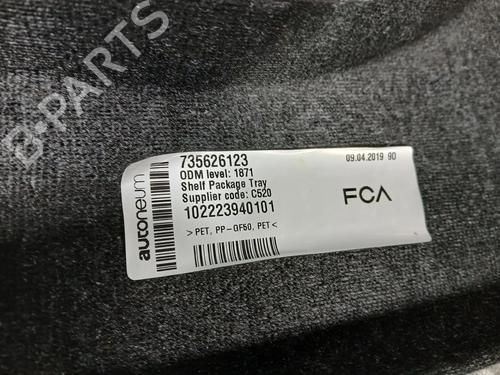 B-PARTS
autoneum
735626123
09.04.2019 9D
ODM level: 1871
Shelf Package Tray
Supplier code: C520
102223940101
FCA
> PET, PP-GF50, PET <